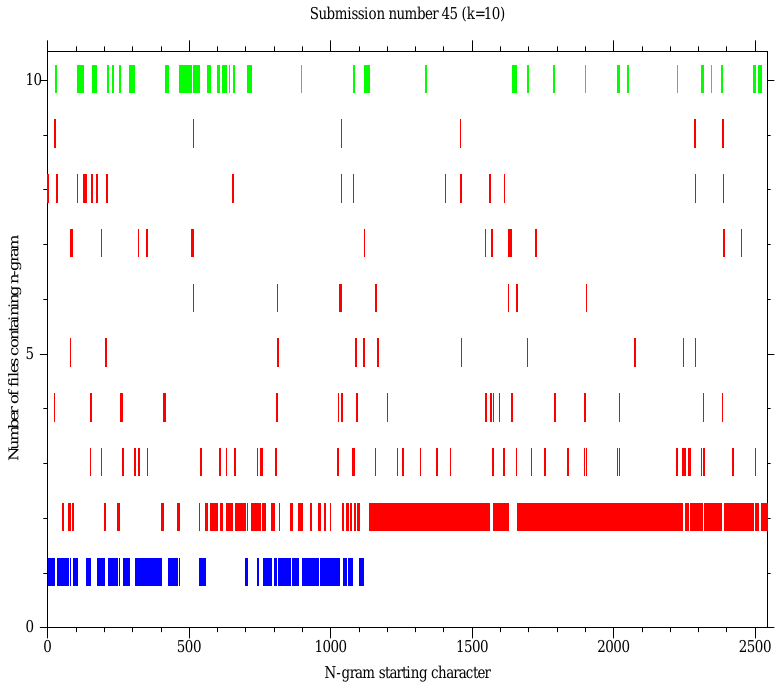 Submission number 45 (k=10)
10
5
0
Number of files containing n-gram
0 500 1000 1500 2000 2500
N-gram starting character